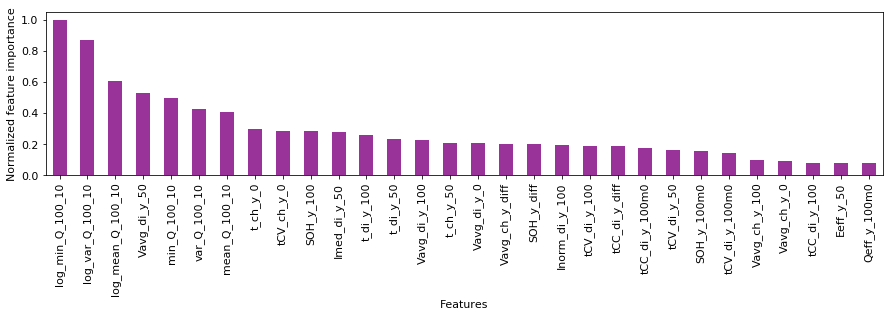 Normalized feature importance
1.0
0.8
0.6
0.4
0.2
0.0
log_min_Q_100_10
log_var_Q_100_10
log_mean_Q_100_10
Vavg_di_y_50
min_Q_100_10
var_Q_100_10
mean_Q_100_10
t_ch_y_0
tCV_ch_y_0
SOH_y_100
Imed_di_y_50
t_di_y_100
t_di_y_50
Vavg_di_y_100
t_ch_y_50
Vavg_di_y_0
Vavg_ch_y_diff
SOH_y_diff
Inorm_di_y_100
tCV_di_y_100
tCC_di_y_diff
tCC_di_y_100m0
tCV_di_y_50
SOH_y_100m0
tCV_di_y_100m0
Vavg_ch_y_100
Vavg_ch_y_0
tCC_di_y_100
Eeff_y_50
Qeff_y_100m0
Features